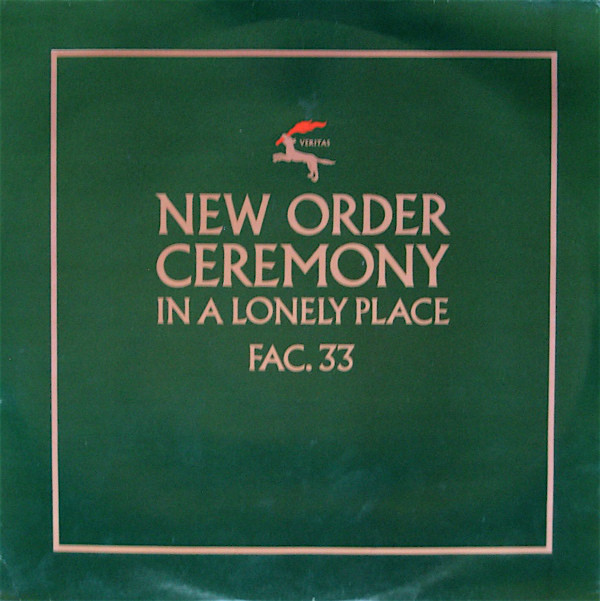 VERITAS
NEW ORDER
CEREMONY
IN A LONELY PLACE
FAC. 33